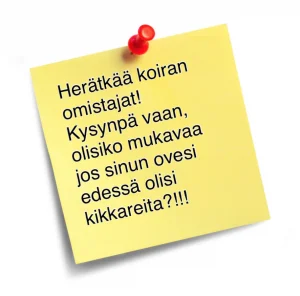 Herätkää koiran
omistajat!
Kysynpä vaan,
olisiko mukavaa
jos sinun ovesi
edessä olisi
kikkareita?!!!